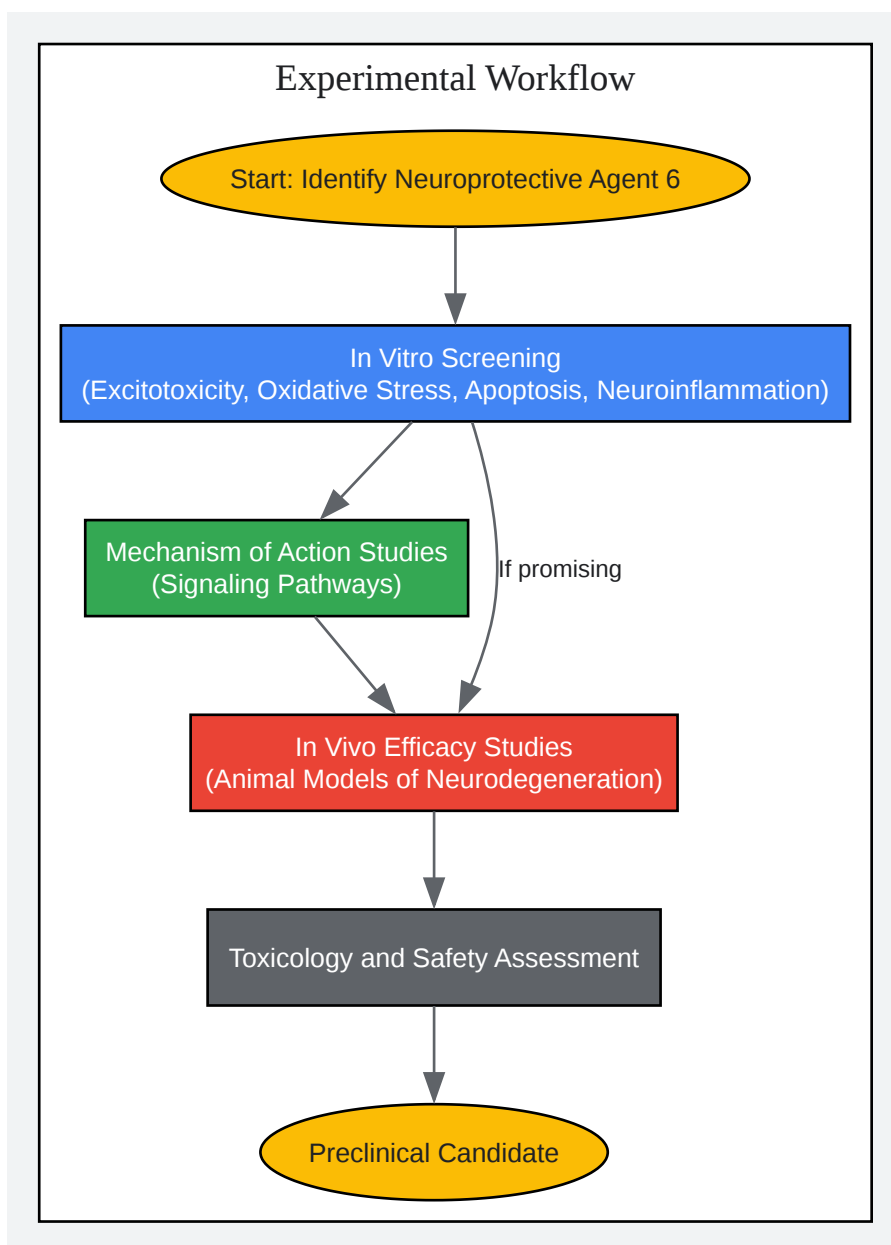 Experimental Workflow
Start: Identify Neuroprotective Agent 6
In Vitro Screening
(Excitotoxicity, Oxidative Stress, Apoptosis, Neuroinflammation)
Mechanism of Action Studies
(Signaling Pathways)
If promising
In Vivo Efficacy Studies
(Animal Models of Neurodegeneration)
Toxicology and Safety Assessment
Preclinical Candidate